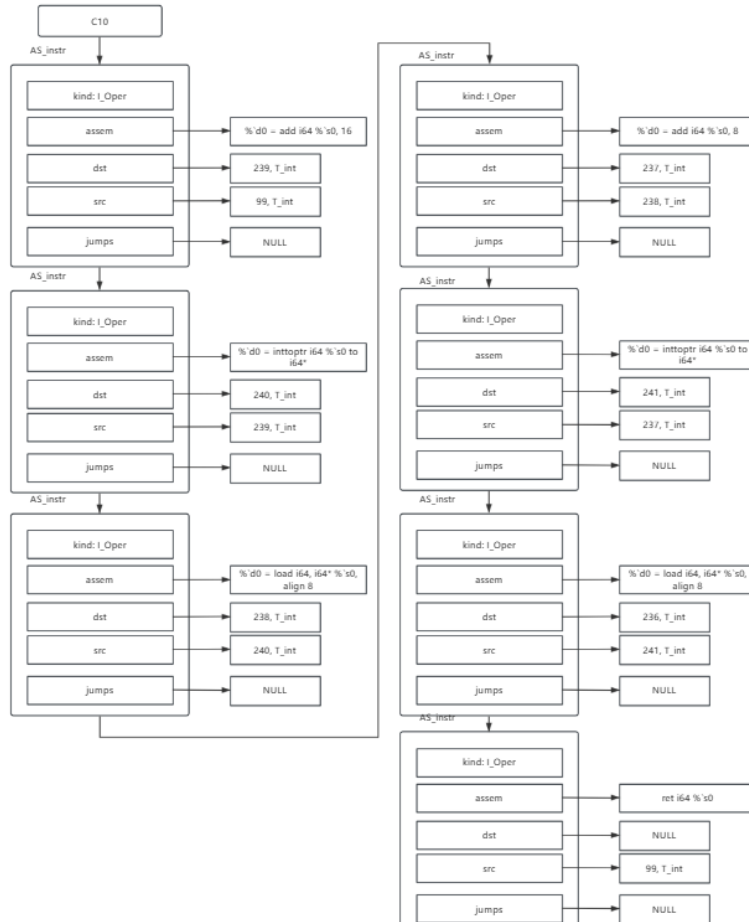 C10
AS_instr
kind: I_Oper
assem
%`d0 = add i64 %`s0, 16
dst
239, T_int
src
99, T_int
jumps
NULL
AS_instr
kind: I_Oper
assem
%`d0 = inttoptr i64 %`s0 to
i64*
dst
240, T_int
src
239, T_int
jumps
NULL
AS_instr
kind: I_Oper
assem
%`d0 = load i64, i64* %`s0,
align 8
dst
238, T_int
src
240, T_int
jumps
NULL
AS_instr
kind: I_Oper
assem
%`d0 = add i64 %`s0, 8
dst
237, T_int
src
238, T_int
jumps
NULL
AS_instr
kind: I_Oper
assem
%`d0 = inttoptr i64 %`s0 to
i64*
dst
241, T_int
src
237, T_int
jumps
NULL
AS_instr
kind: I_Oper
assem
%`d0 = load i64, i64* %`s0,
align 8
dst
236, T_int
src
241, T_int
jumps
NULL
AS_instr
kind: I_Oper
assem
ret i64 %`s0
dst
NULL
src
99, T_int
jumps
NULL